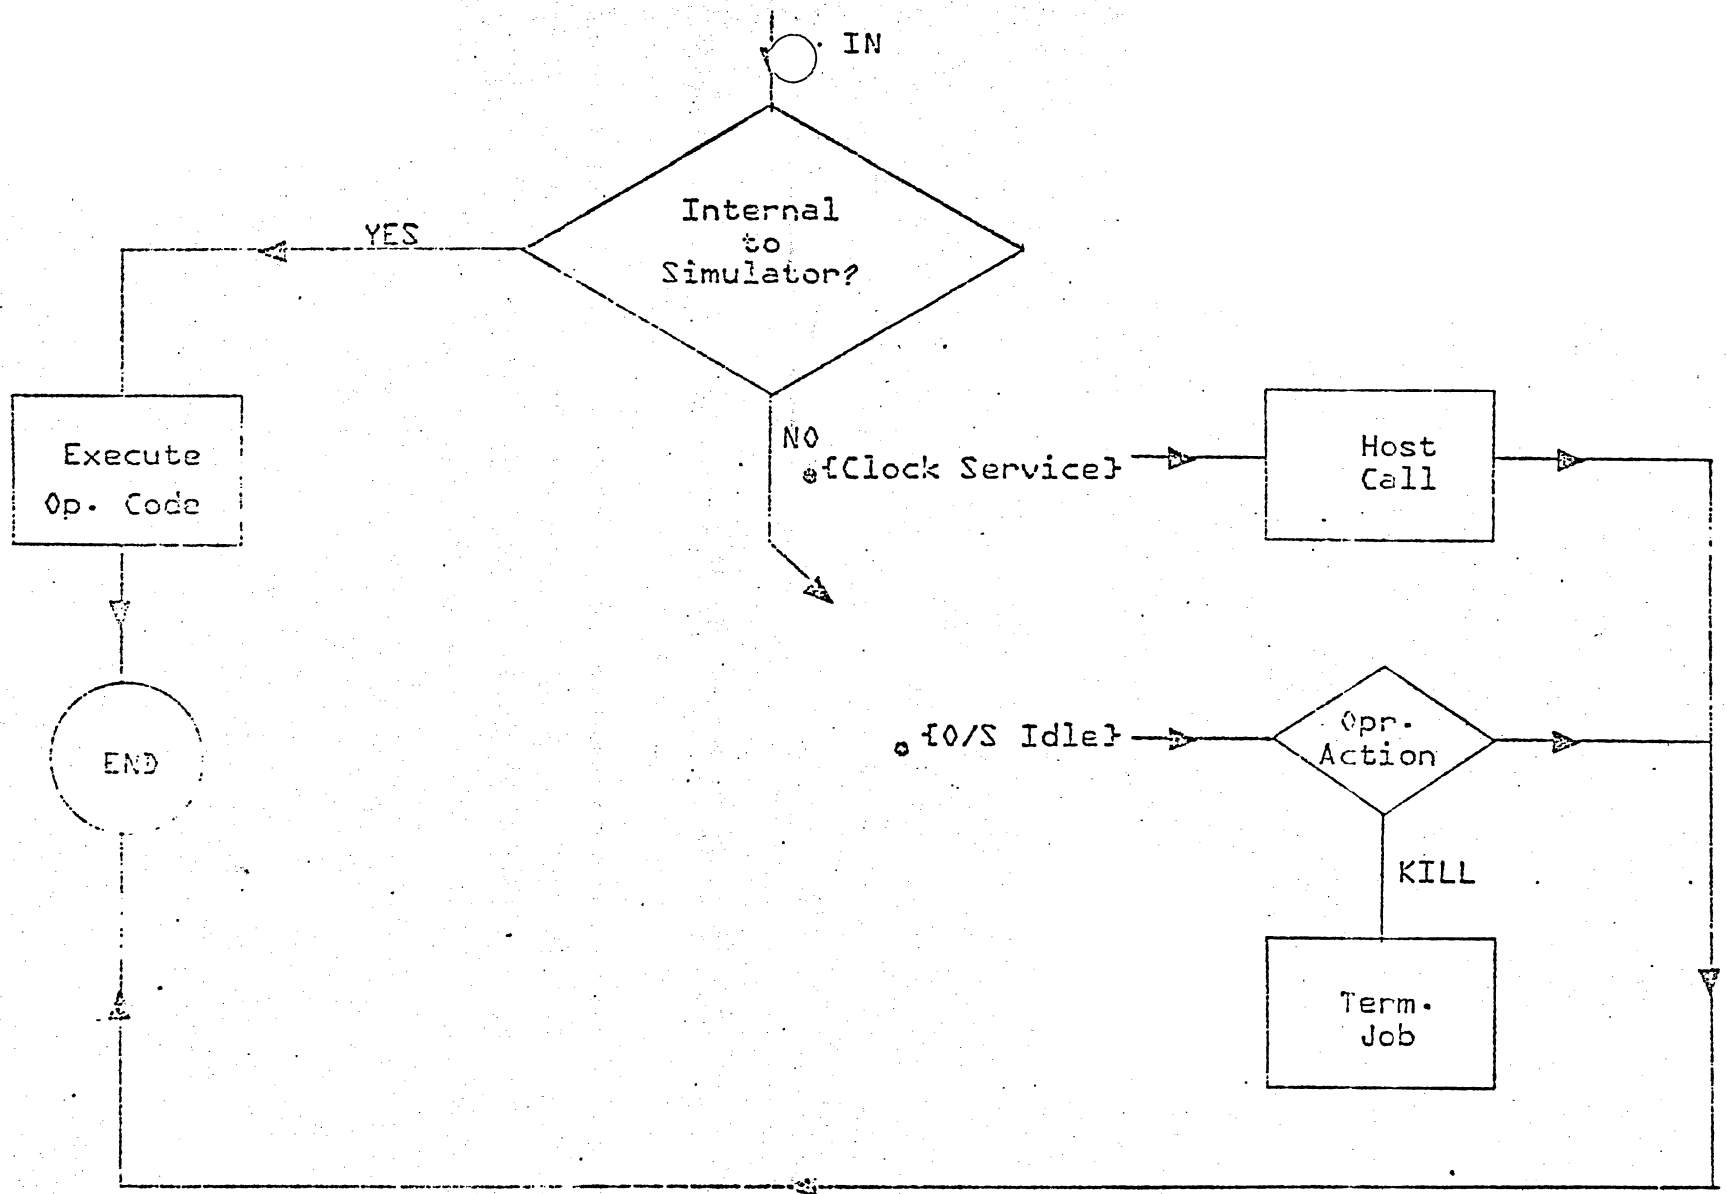 IN
Internal
to
Simulator?
YES
NO
{Clock Service}
Host
Call
Execute
Op. Code
{O/S Idle}
Opr.
Action
END
KILL
Term.
Job